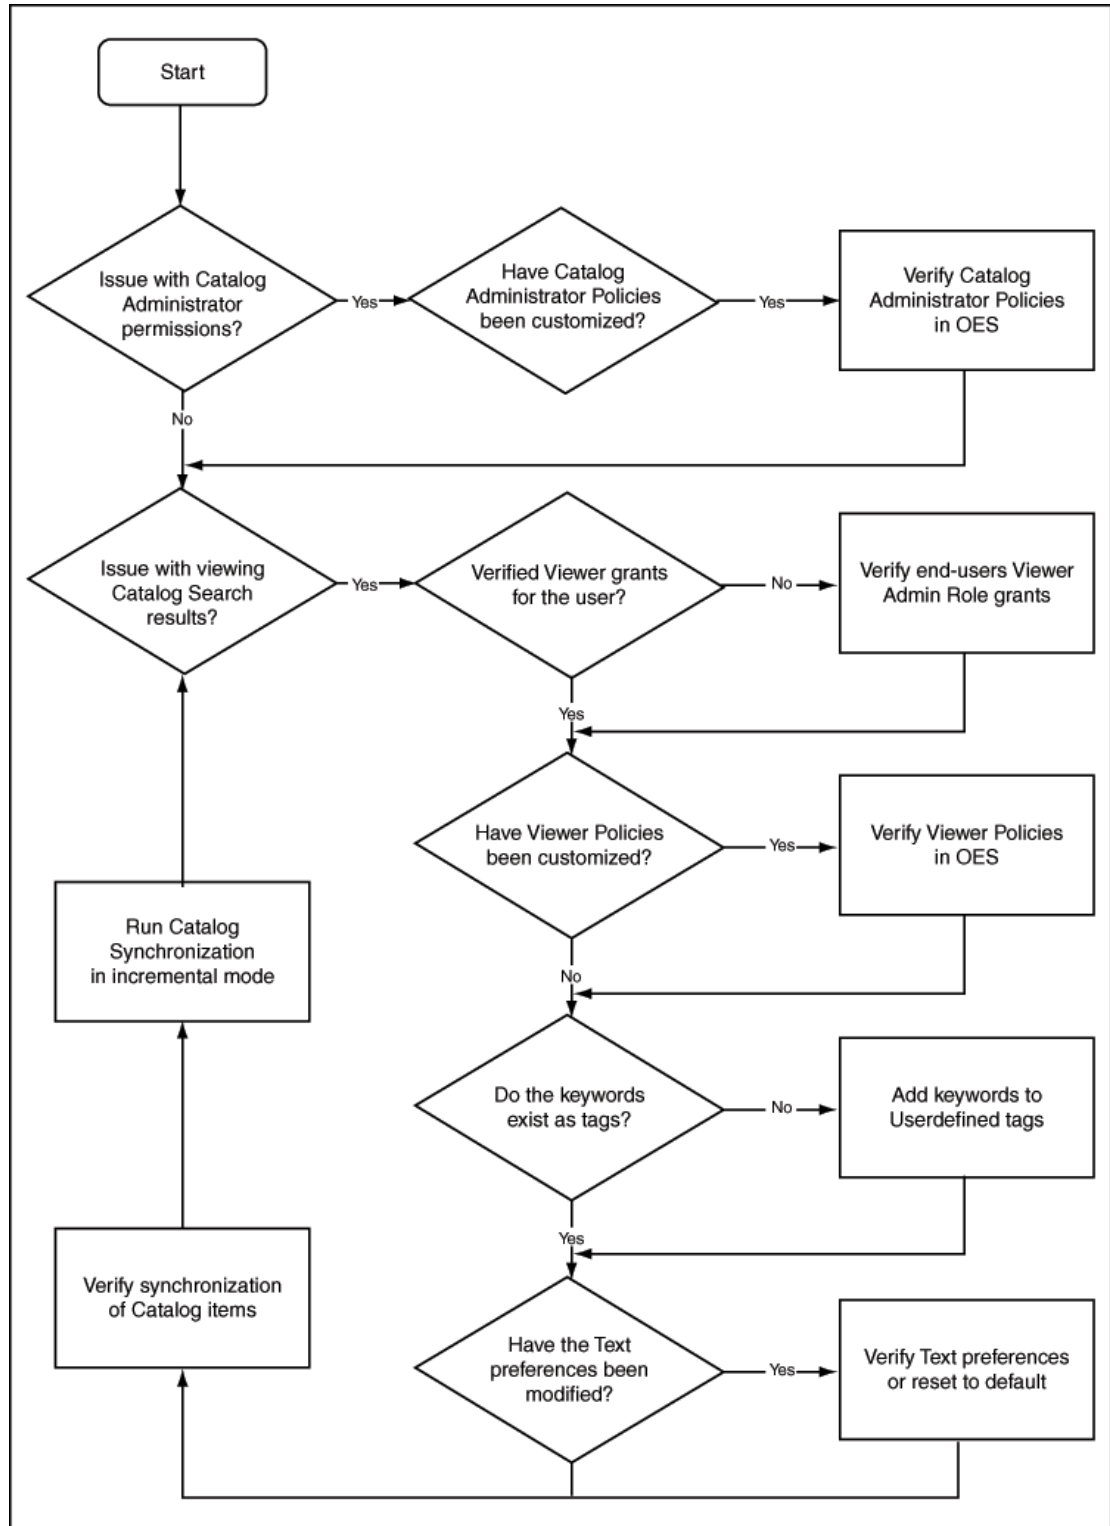 Start
Issue with Catalog
Administrator
permissions?
Yes
Have Catalog
Administrator Policies
been customized?
Yes
Verify Catalog
Administrator Policies
in OES
No
Issue with viewing
Catalog Search
results?
Yes
Verified Viewer grants
for the user?
No
Verify end-users Viewer
Admin Role grants
Yes
Have Viewer Policies
been customized?
Yes
Verify Viewer Policies
in OES
Run Catalog
Synchronization
in incremental mode
No
Do the keywords
exist as tags?
No
Add keywords to
Userdefined tags
Yes
Verify synchronization
of Catalog items
Have the Text
preferences been
modified?
Yes
Verify Text preferences
or reset to default